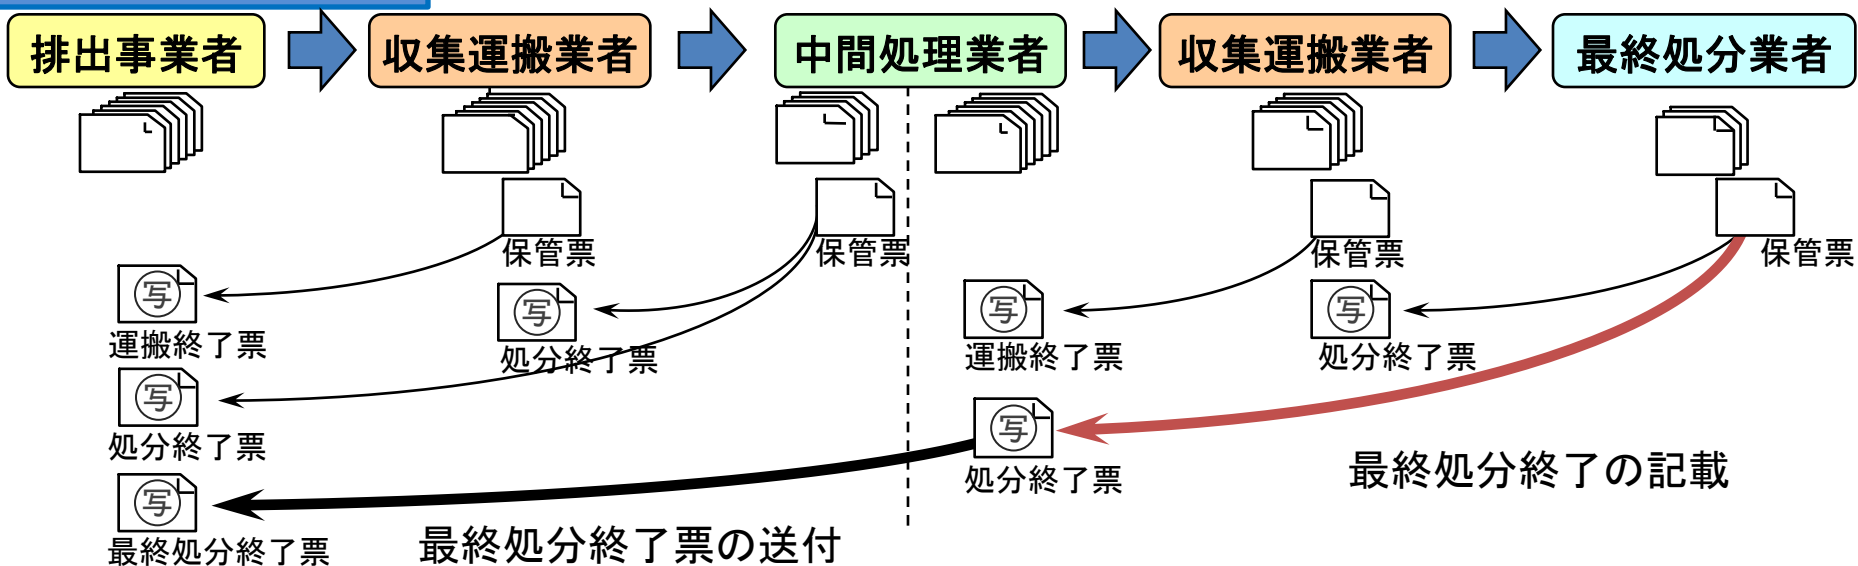 排出事業者
収集運搬業者
中間処理業者
収集運搬業者
最終処分業者
保管票
保管票
保管票
保管票
写
運搬終了票
写
処分終了票
写
運搬終了票
写
処分終了票
写
処分終了票
写
処分終了票
最終処分終了の記載
写
最終処分終了票
最終処分終了票の送付